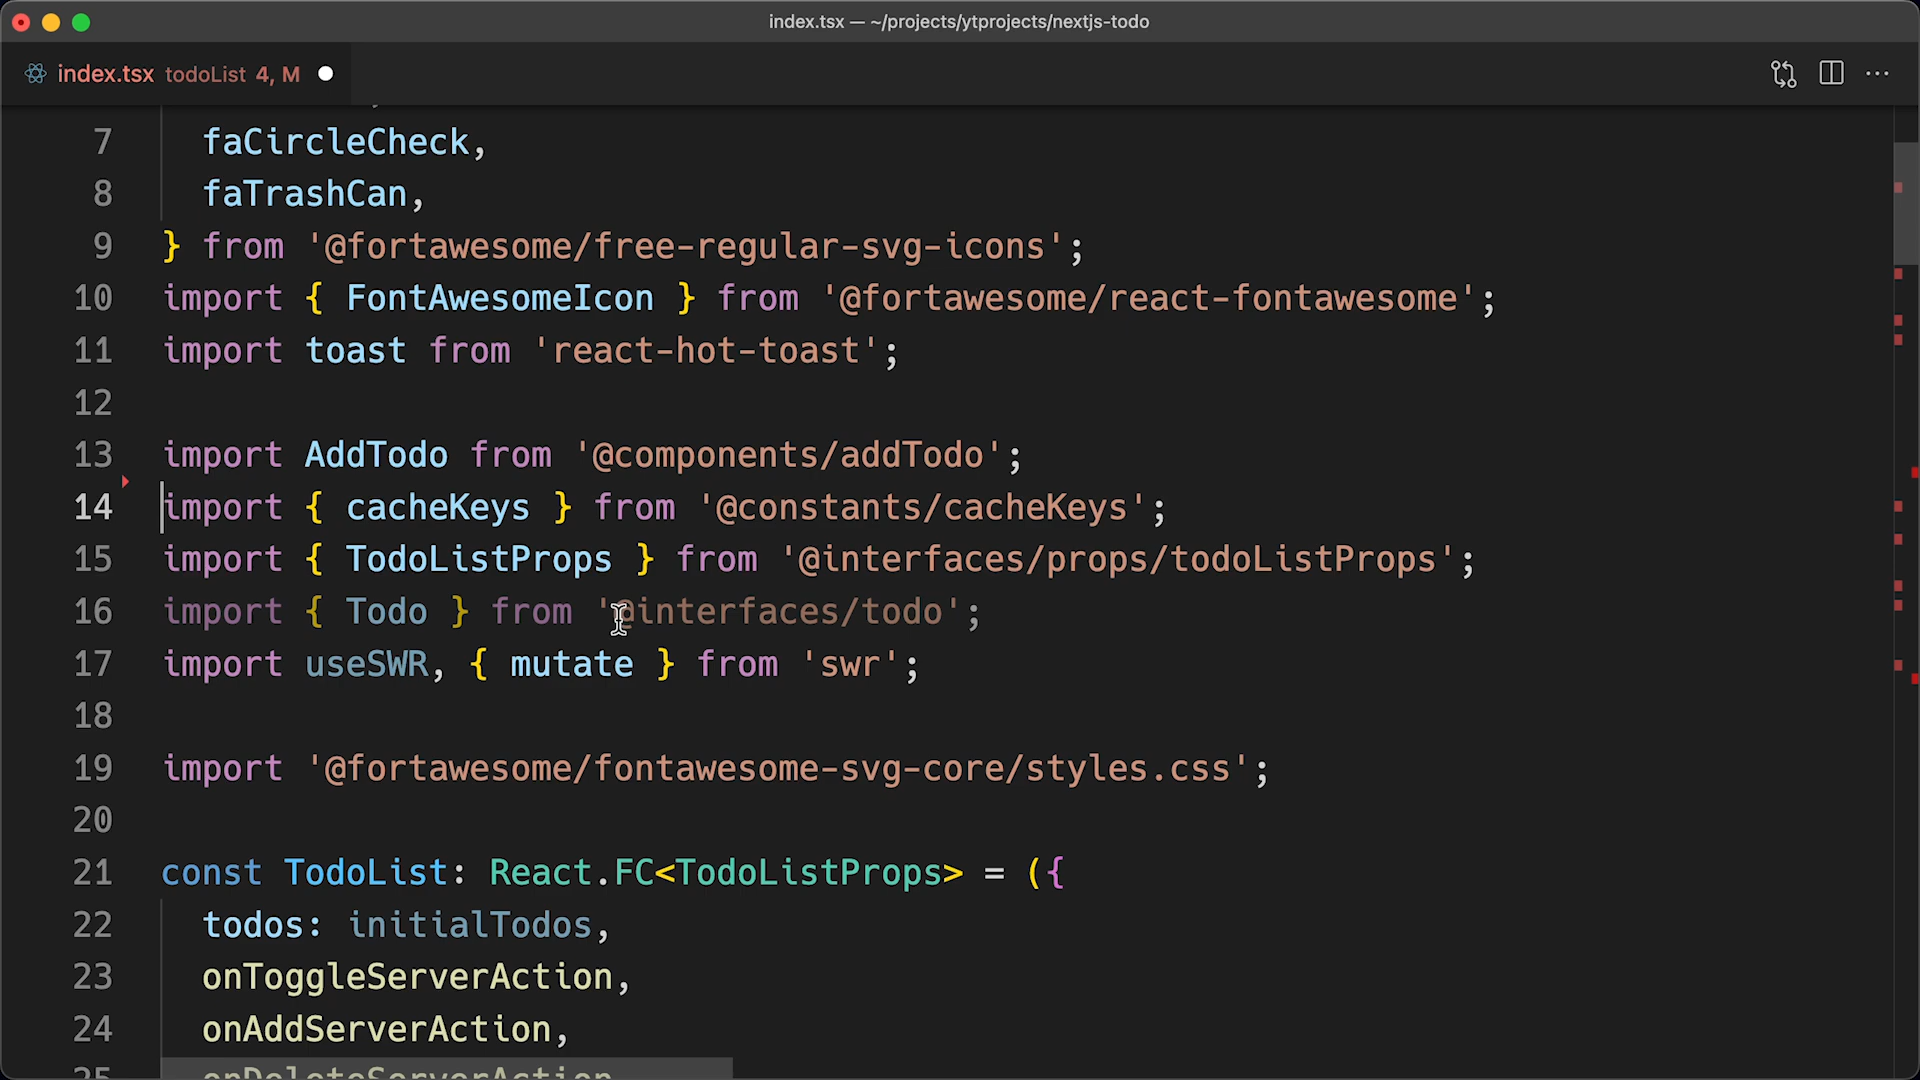 index.tsx — ~/projects/ytprojects/nextjs-todo
index.tsx todoList 4, M
7 faCircleCheck,
8 faTrashCan,
9 } from '@fortawesome/free-regular-svg-icons';
10 import { FontAwesomeIcon } from '@fortawesome/react-fontawesome';
11 import toast from 'react-hot-toast';
12
13 import AddTodo from '@components/addTodo';
14 import { cacheKeys } from '@constants/cacheKeys';
15 import { TodoListProps } from '@interfaces/props/todoListProps';
16 import { Todo } from '@interfaces/todo';
17 import useSWR, { mutate } from 'swr';
18
19 import '@fortawesome/fontawesome-svg-core/styles.css';
20
21 const TodoList: React.FC<TodoListProps> = ({
22 todos: initialTodos,
23 onToggleServerAction,
24 onAddServerAction,
25 onDeleteServerAction